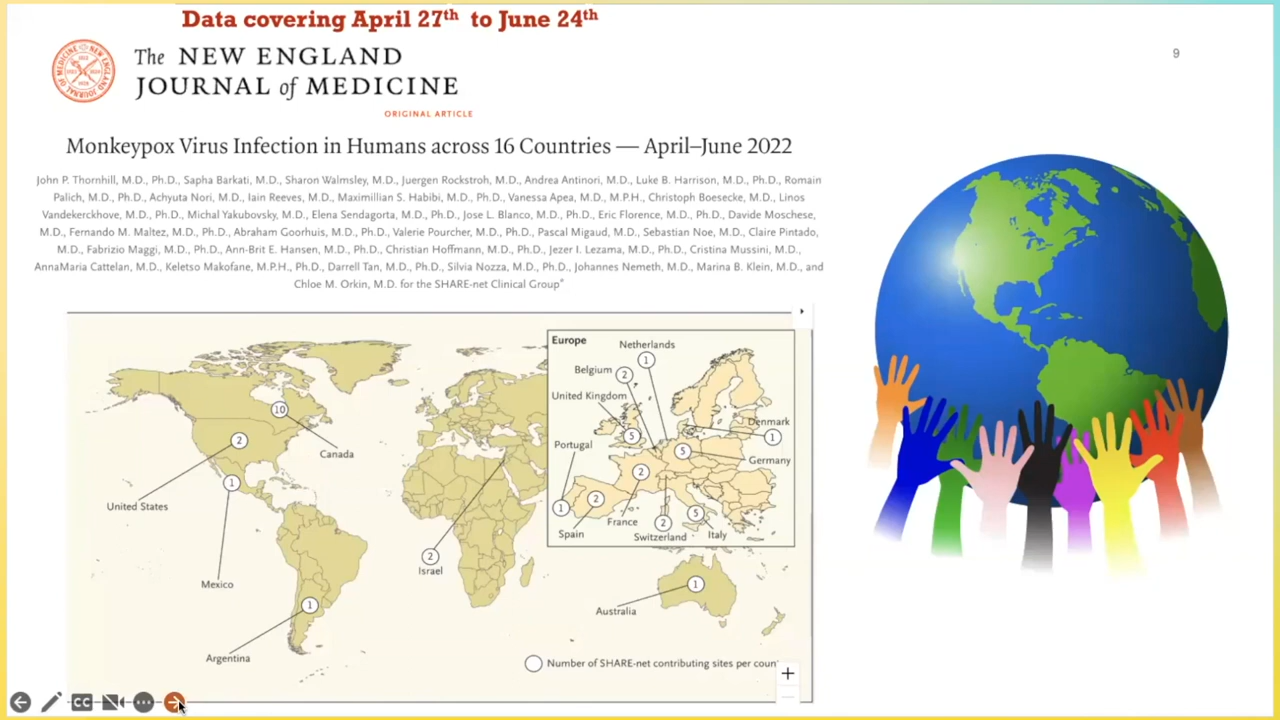 Data covering April 27th to June 24th
9
The NEW ENGLAND
JOURNAL of MEDICINE
ORIGINAL ARTICLE
Monkeypox Virus Infection in Humans across 16 Countries — April–June 2022
John P. Thornhill, M.D., Ph.D., Sapha Barkati, M.D., Sharon Walmsley, M.D., Juergen Rockstroh, M.D., Andrea Antinori, M.D., Luke B. Harrison, M.D., Ph.D., Romain
Palich, M.D., Ph.D., Achyuta Nori, M.D., Iain Reeves, M.D., Maximillian S. Habibi, M.D., Ph.D., Vanessa Apea, M.D., M.P.H., Christoph Boesecke, M.D., Linos
Vandekerckhove, M.D., Ph.D., Michal Yakubovsky, M.D., Elena Sendagorta, M.D., Ph.D., Jose L. Blanco, M.D., Ph.D., Eric Florence, M.D., Ph.D., Davide Moschese,
M.D., Fernando M. Maltez, M.D., Ph.D., Abraham Goorhuis, M.D., Ph.D., Valerie Pourcher, M.D., Ph.D., Pascal Migaud, M.D., Sebastian Noe, M.D., Claire Pintado,
M.D., Fabrizio Maggi, M.D., Ph.D., Ann-Brit E. Hansen, M.D., Ph.D., Christian Hoffmann, M.D., Ph.D., Jezer I. Lezama, M.D., Ph.D., Cristina Mussini, M.D.,
AnnaMaria Cattelan, M.D., Keletso Makofane, M.P.H., Ph.D., Darrell Tan, M.D., Ph.D., Silvia Nozza, M.D., Ph.D., Johannes Nemeth, M.D., Marina B. Klein, M.D., and
Chloe M. Orkin, M.D. for the SHARE-net Clinical Group*
Europe
Netherlands
1
Belgium
2
United Kingdom
5
Denmark
1
Portugal
1
Germany
5
2
France
2
Spain
2
Switzerland
5
Italy
10
Canada
2
United States
1
Mexico
2
Israel
1
Argentina
1
Australia
Number of SHARE-net contributing sites per coun
+
CC